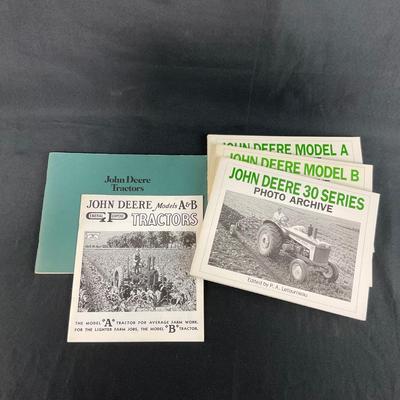 John Deere
Tractors
JOHN DEERE Models A & B
TRACTORS
THE MODEL "A" TRACTOR FOR AVERAGE FARM WORK.
FOR THE LIGHTER FARM JOBS, THE MODEL "B" TRACTOR.
JOHN DEERE MODEL A
JOHN DEERE MODEL B
JOHN DEERE 30 SERIES
PHOTO ARCHIVE
Edited by P. A. Letourneau